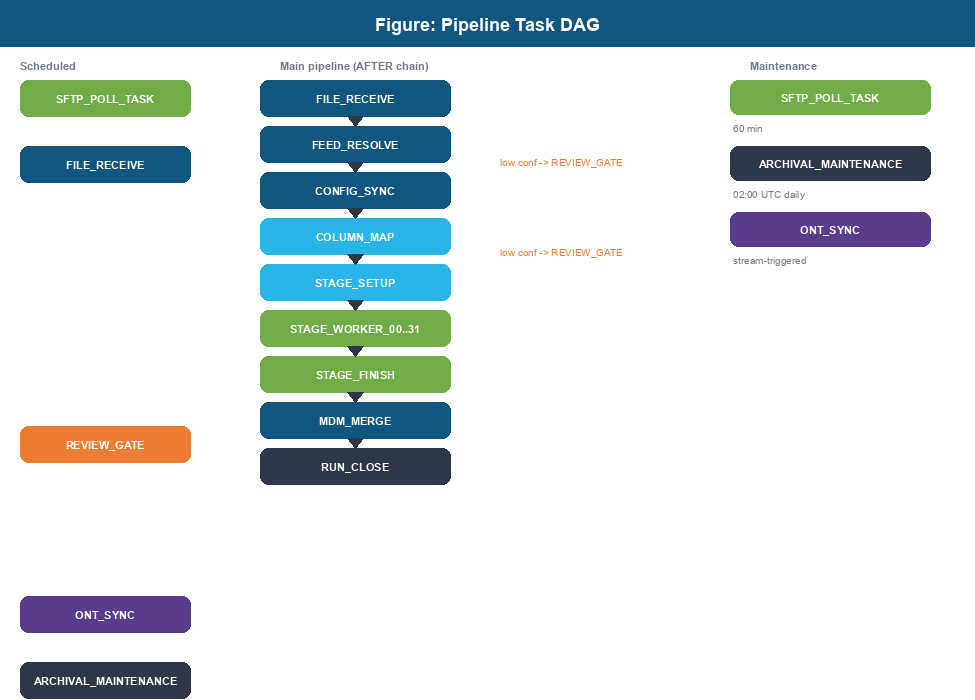 Figure: Pipeline Task DAG
Scheduled
SFTP_POLL_TASK
FILE_RECEIVE
REVIEW_GATE
ONT_SYNC
ARCHIVAL_MAINTENANCE
Main pipeline (AFTER chain)
FILE_RECEIVE
FEED_RESOLVE
CONFIG_SYNC
COLUMN_MAP
STAGE_SETUP
STAGE_WORKER_00..31
STAGE_FINISH
MDM_MERGE
RUN_CLOSE
low conf -> REVIEW_GATE
low conf -> REVIEW_GATE
Maintenance
SFTP_POLL_TASK
60 min
ARCHIVAL_MAINTENANCE
02:00 UTC daily
ONT_SYNC
stream-triggered